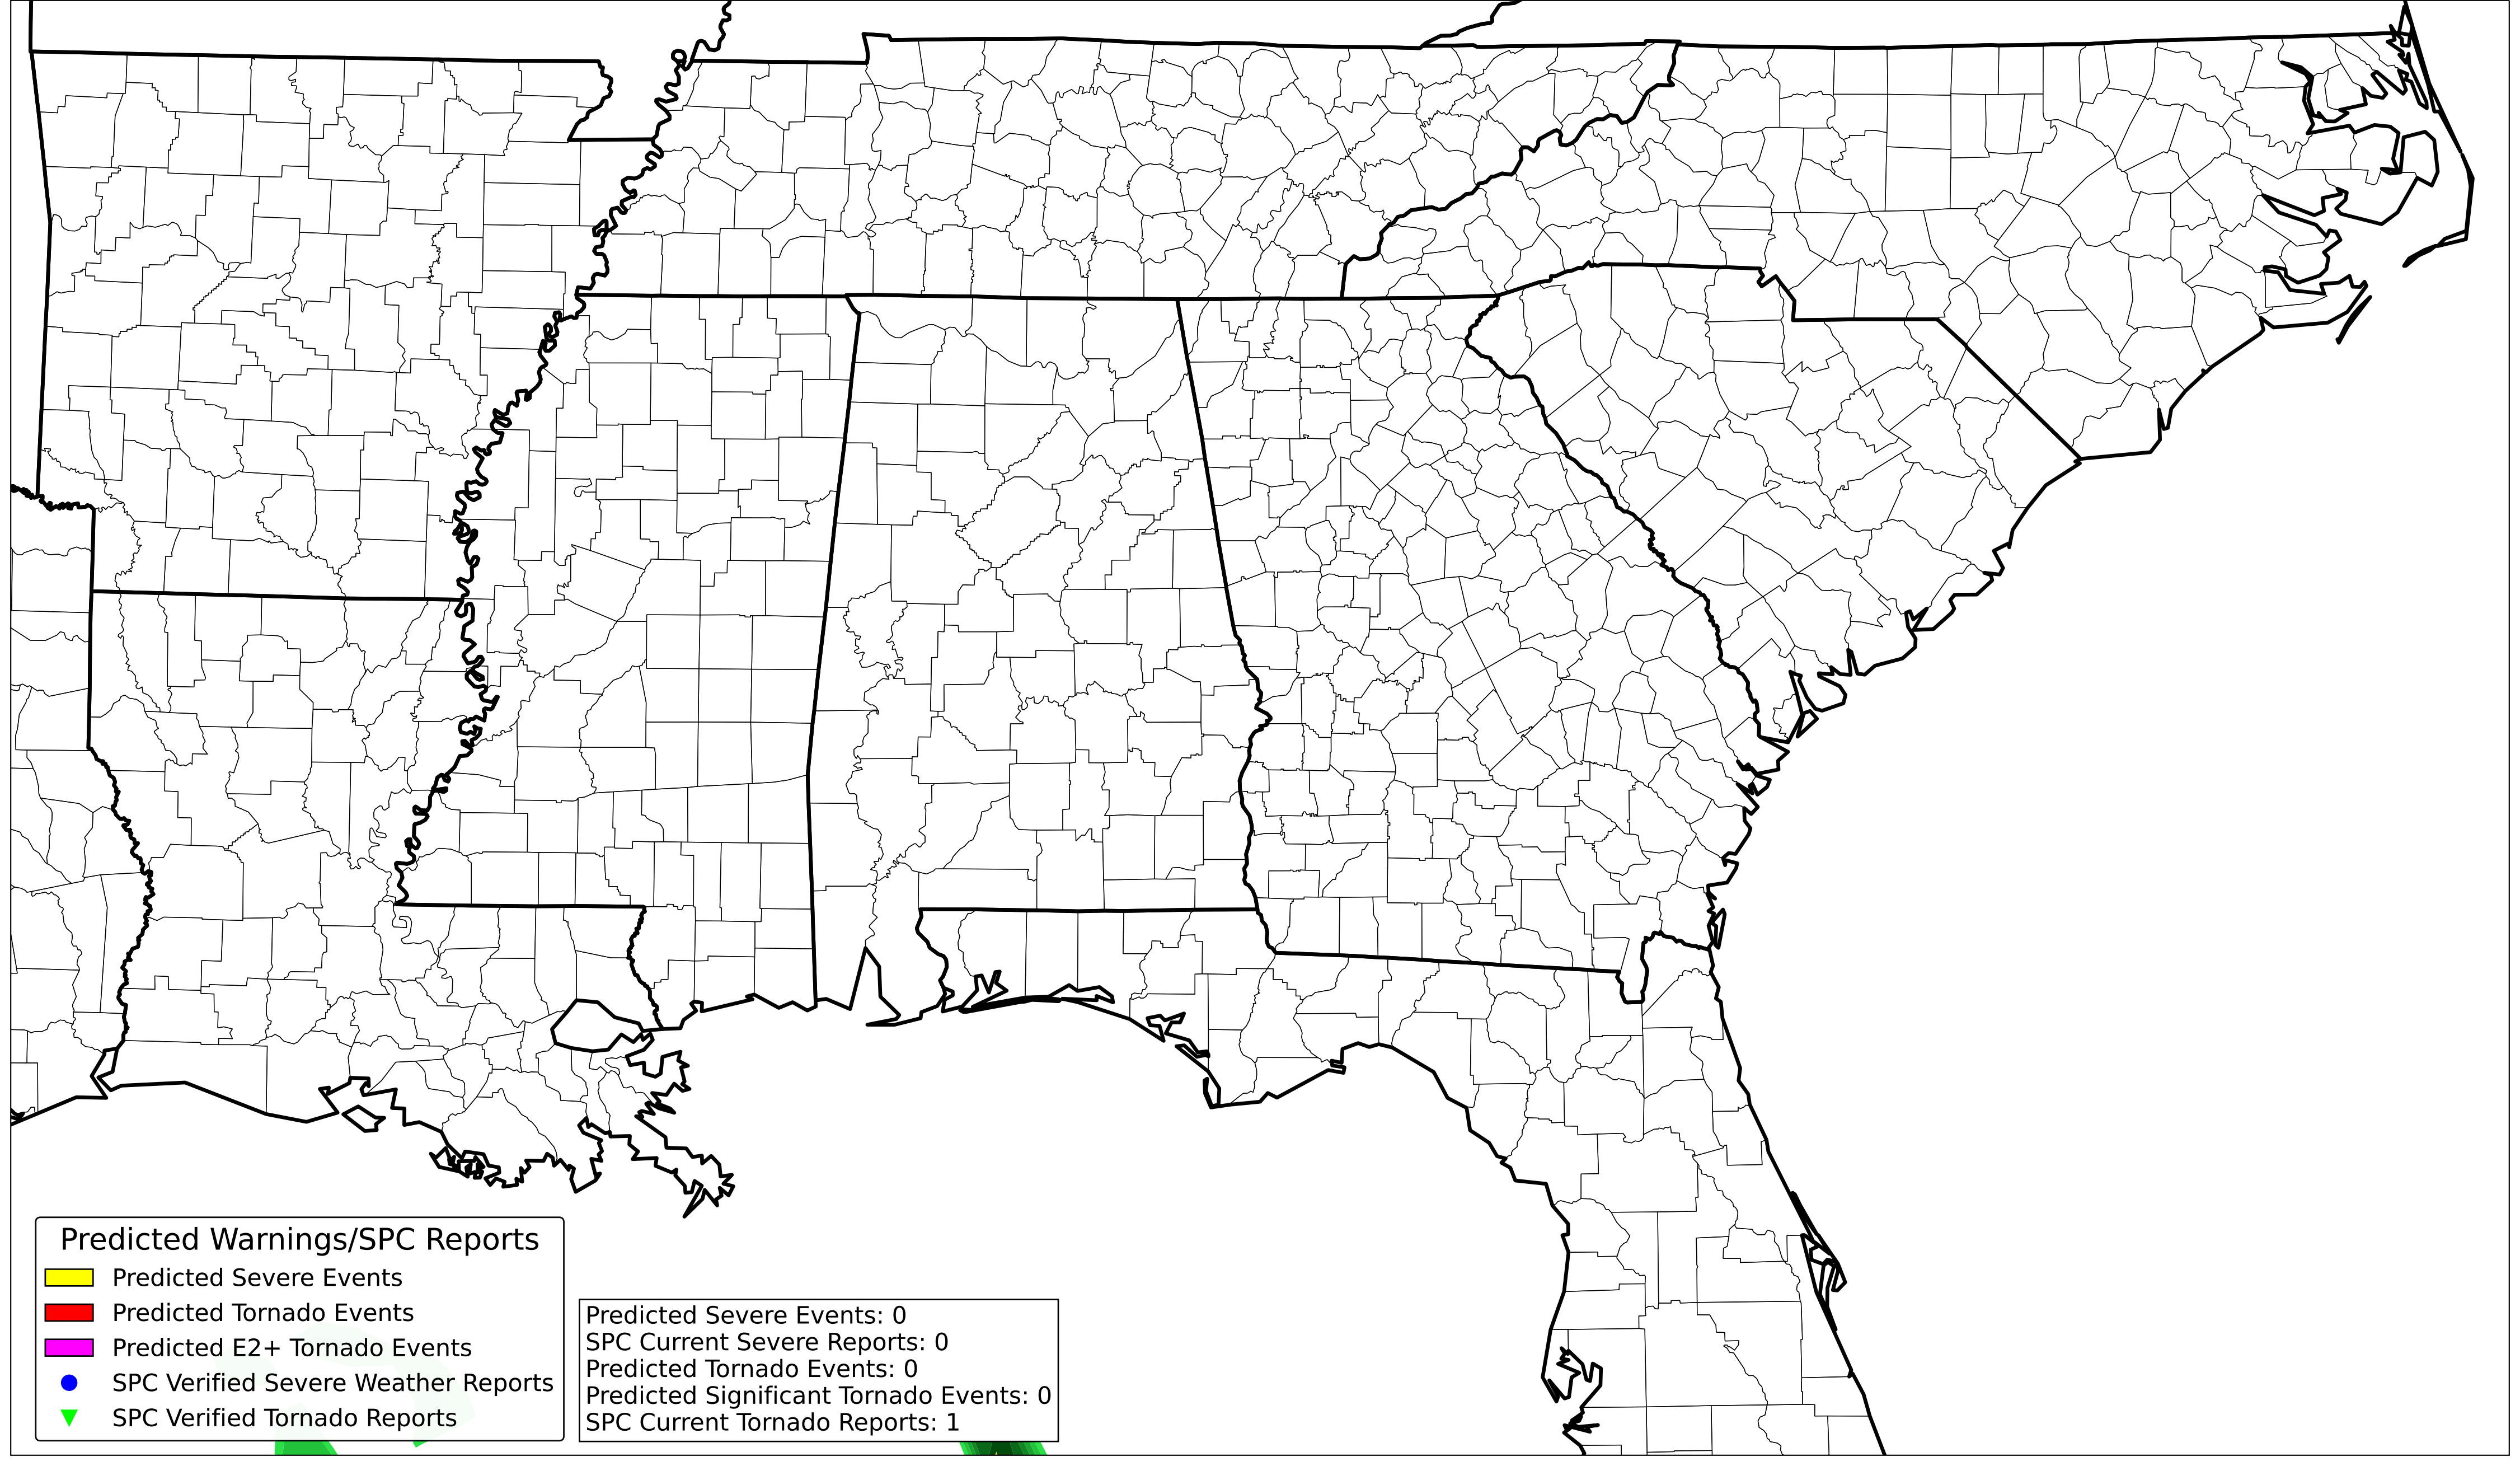 Predicted Warnings/SPC Reports
Predicted Severe Events
Predicted Tornado Events
Predicted E2+ Tornado Events
SPC Verified Severe Weather Reports
SPC Verified Tornado Reports
Predicted Severe Events: 0
SPC Current Severe Reports: 0
Predicted Tornado Events: 0
Predicted Significant Tornado Events: 0
SPC Current Tornado Reports: 1